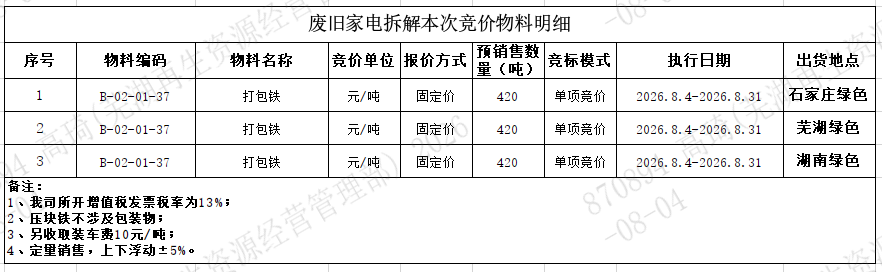 废旧家电拆解本次竞价物料明细
序号 物料编码 物料名称 竞价单位 报价方式 预销售数量（吨） 竞标模式 执行日期 出货地点
1 B-02-01-37 打包铁 元/吨 固定价 420 单项竞价 2026.8.4-2026.8.31 石家庄绿色
2 B-02-01-37 打包铁 元/吨 固定价 420 单项竞价 2026.8.4-2026.8.31 芜湖绿色
3 B-02-01-37 打包铁 元/吨 固定价 420 单项竞价 2026.8.4-2026.8.31 湖南绿色
备注：
1、我司所开增值税发票税率为13%；
2、压块铁不涉及包装物；
3、另收取装车费10元/吨；
4、定量销售，上下浮动±5%。